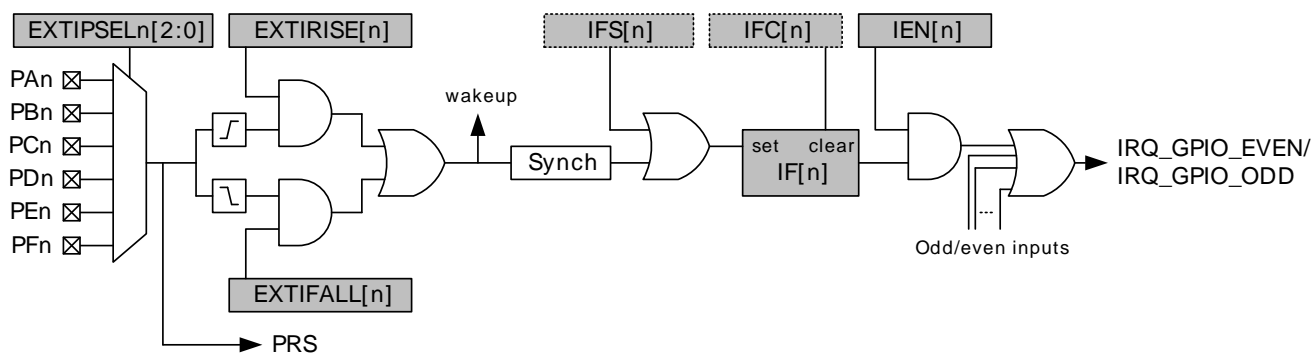 EXTIPSELn[2:0]
EXTIRISE[n]
IFS[n]
IFC[n]
IEN[n]
PAn
PBn
PCn
PDn
PEn
PFn
wakeup
Synch
set clear
IF[n]
IRQ_GPIO_EVEN/
IRQ_GPIO_ODD
...
Odd/even inputs
EXTIFALL[n]
PRS